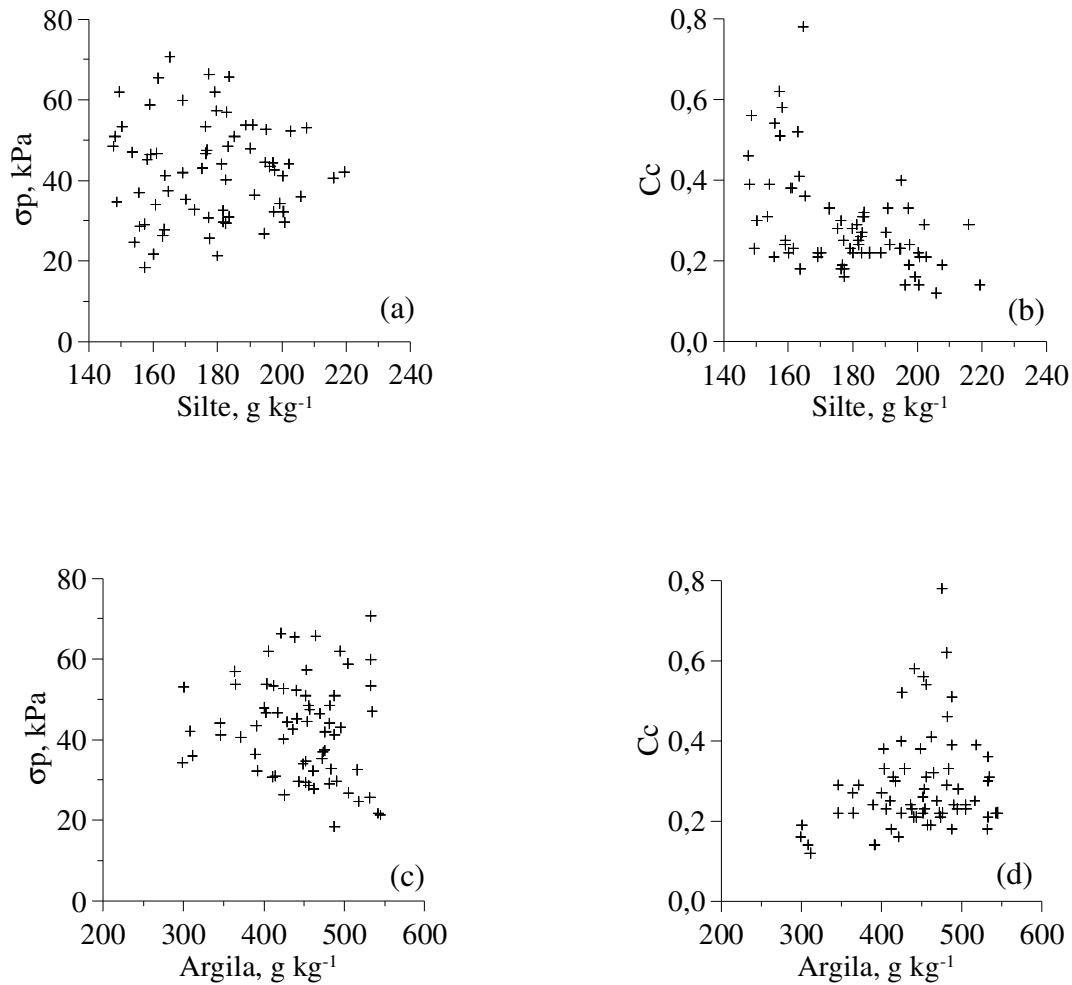 80
60
40
20
0
σp, kPa
(a)
140 160 180 200 220 240
Silte, g kg-1
0,8
0,6
0,4
0,2
0,0
Cc
(b)
140 160 180 200 220 240
Silte, g kg-1
80
60
40
20
0
σp, kPa
(c)
200 300 400 500 600
Argila, g kg-1
0,8
0,6
0,4
0,2
0,0
Cc
(d)
200 300 400 500 600
Argila, g kg-1